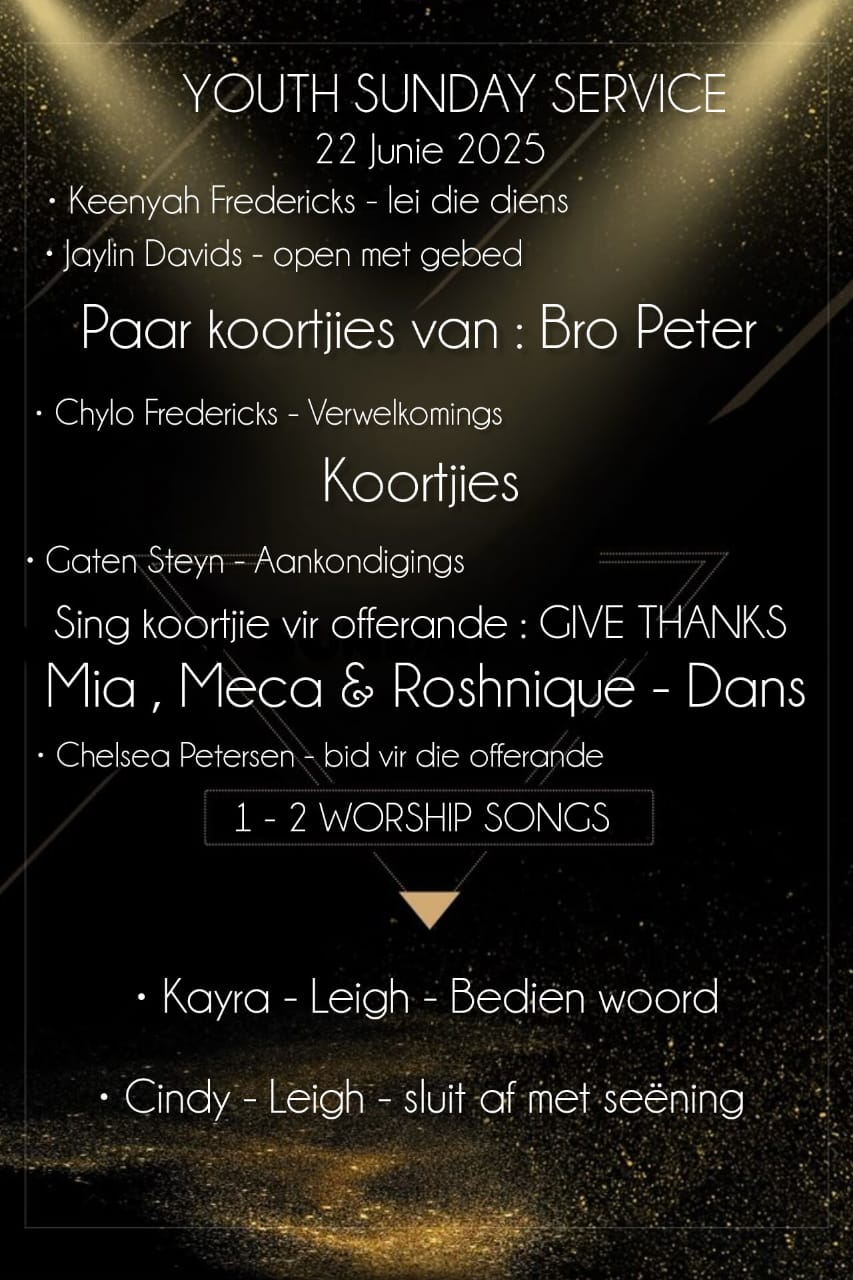 YOUTH SUNDAY SERVICE
22 Junie 2025
• Keenyah Fredericks - lei die diens
• Jaylin Davids - open met gebed
Paar koortjies van : Bro Peter
• Chylo Fredericks - Verwelkomings
Koortjies
• Gaten Steyn - Aankondigings
Sing koortjie vir offerande : GIVE THANKS
Mia , Meca & Roshnique - Dans
• Chelsea Petersen - bid vir die offerande
1 - 2 WORSHIP SONGS
• Kayra - Leigh - Bedien woord
• Cindy - Leigh - sluit af met seëning